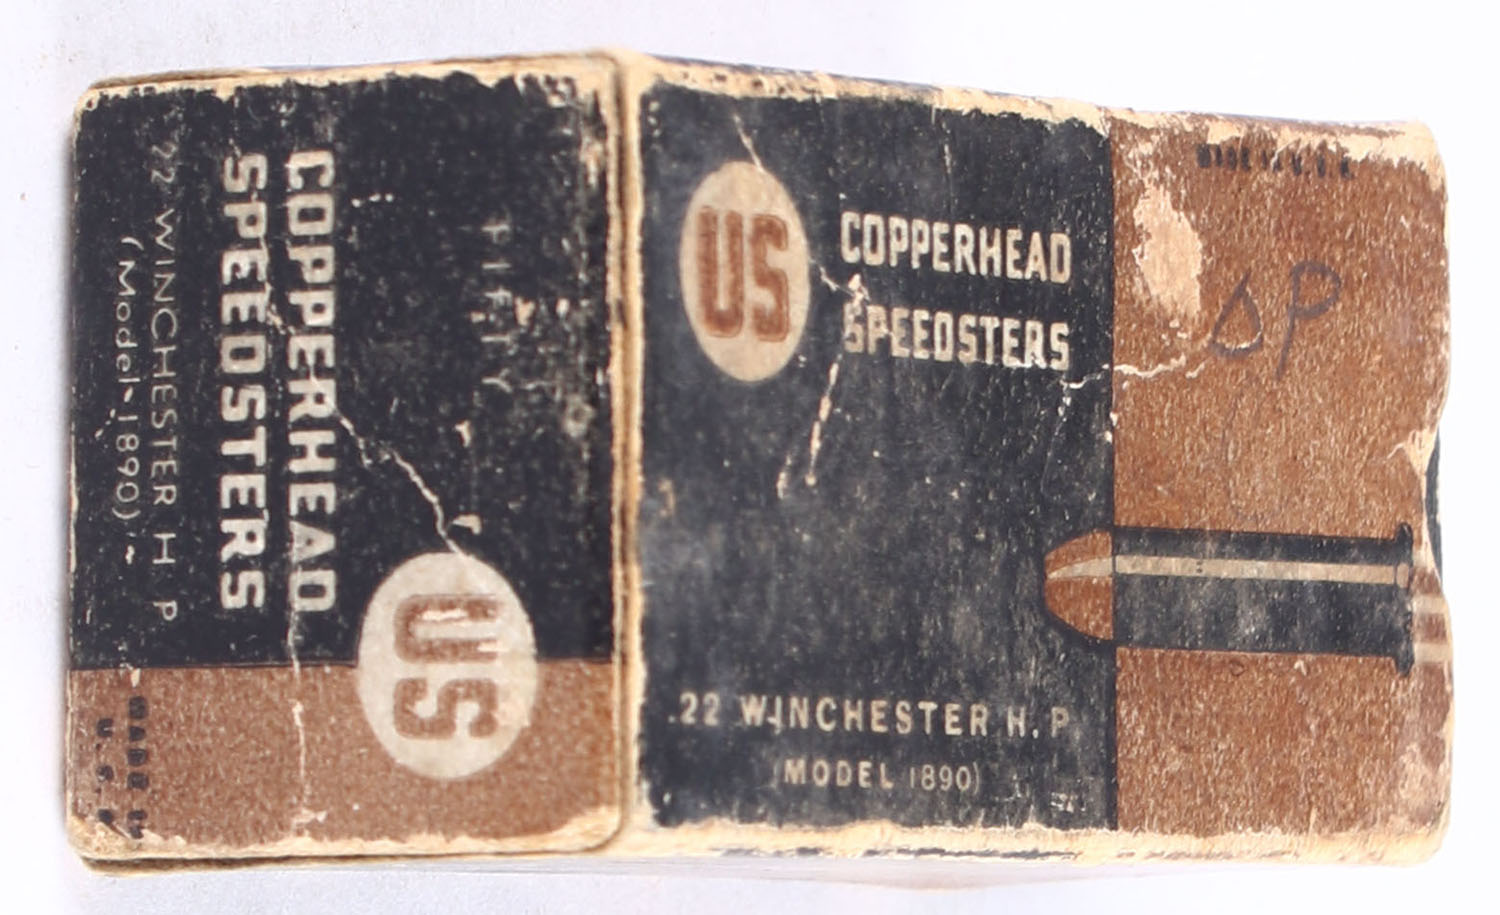 FIFTY
COPPERHEAD
SPEEDSTERS
22 WINCHESTER H P
(Model-1890)
US
MADE IN
U.S.A.
US
COPPERHEAD
SPEEDSTERS
.22 WINCHESTER H.P
(MODEL 1890)
MADE IN U.S.A.